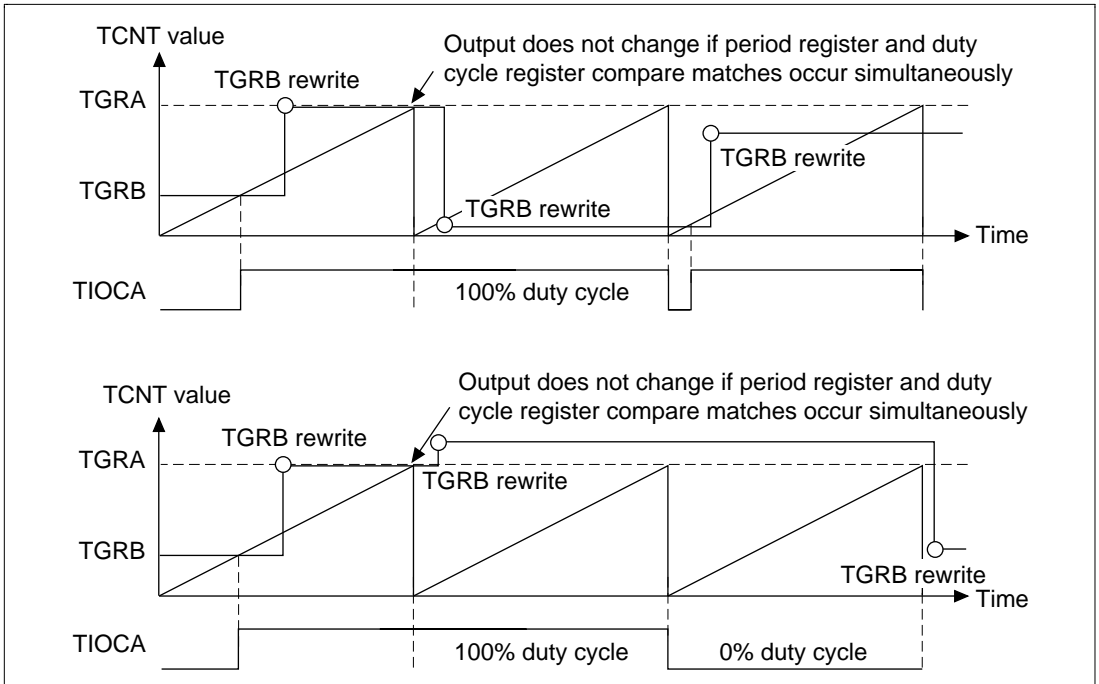 TCNT value
Output does not change if period register and duty
cycle register compare matches occur simultaneously
TGRB rewrite
TGRA
TGRB rewrite
TGRB
TGRB rewrite
Time
TIOCA
100% duty cycle
TCNT value
Output does not change if period register and duty
cycle register compare matches occur simultaneously
TGRB rewrite
TGRA
TGRB rewrite
TGRB
TGRB rewrite
Time
TIOCA
100% duty cycle
0% duty cycle